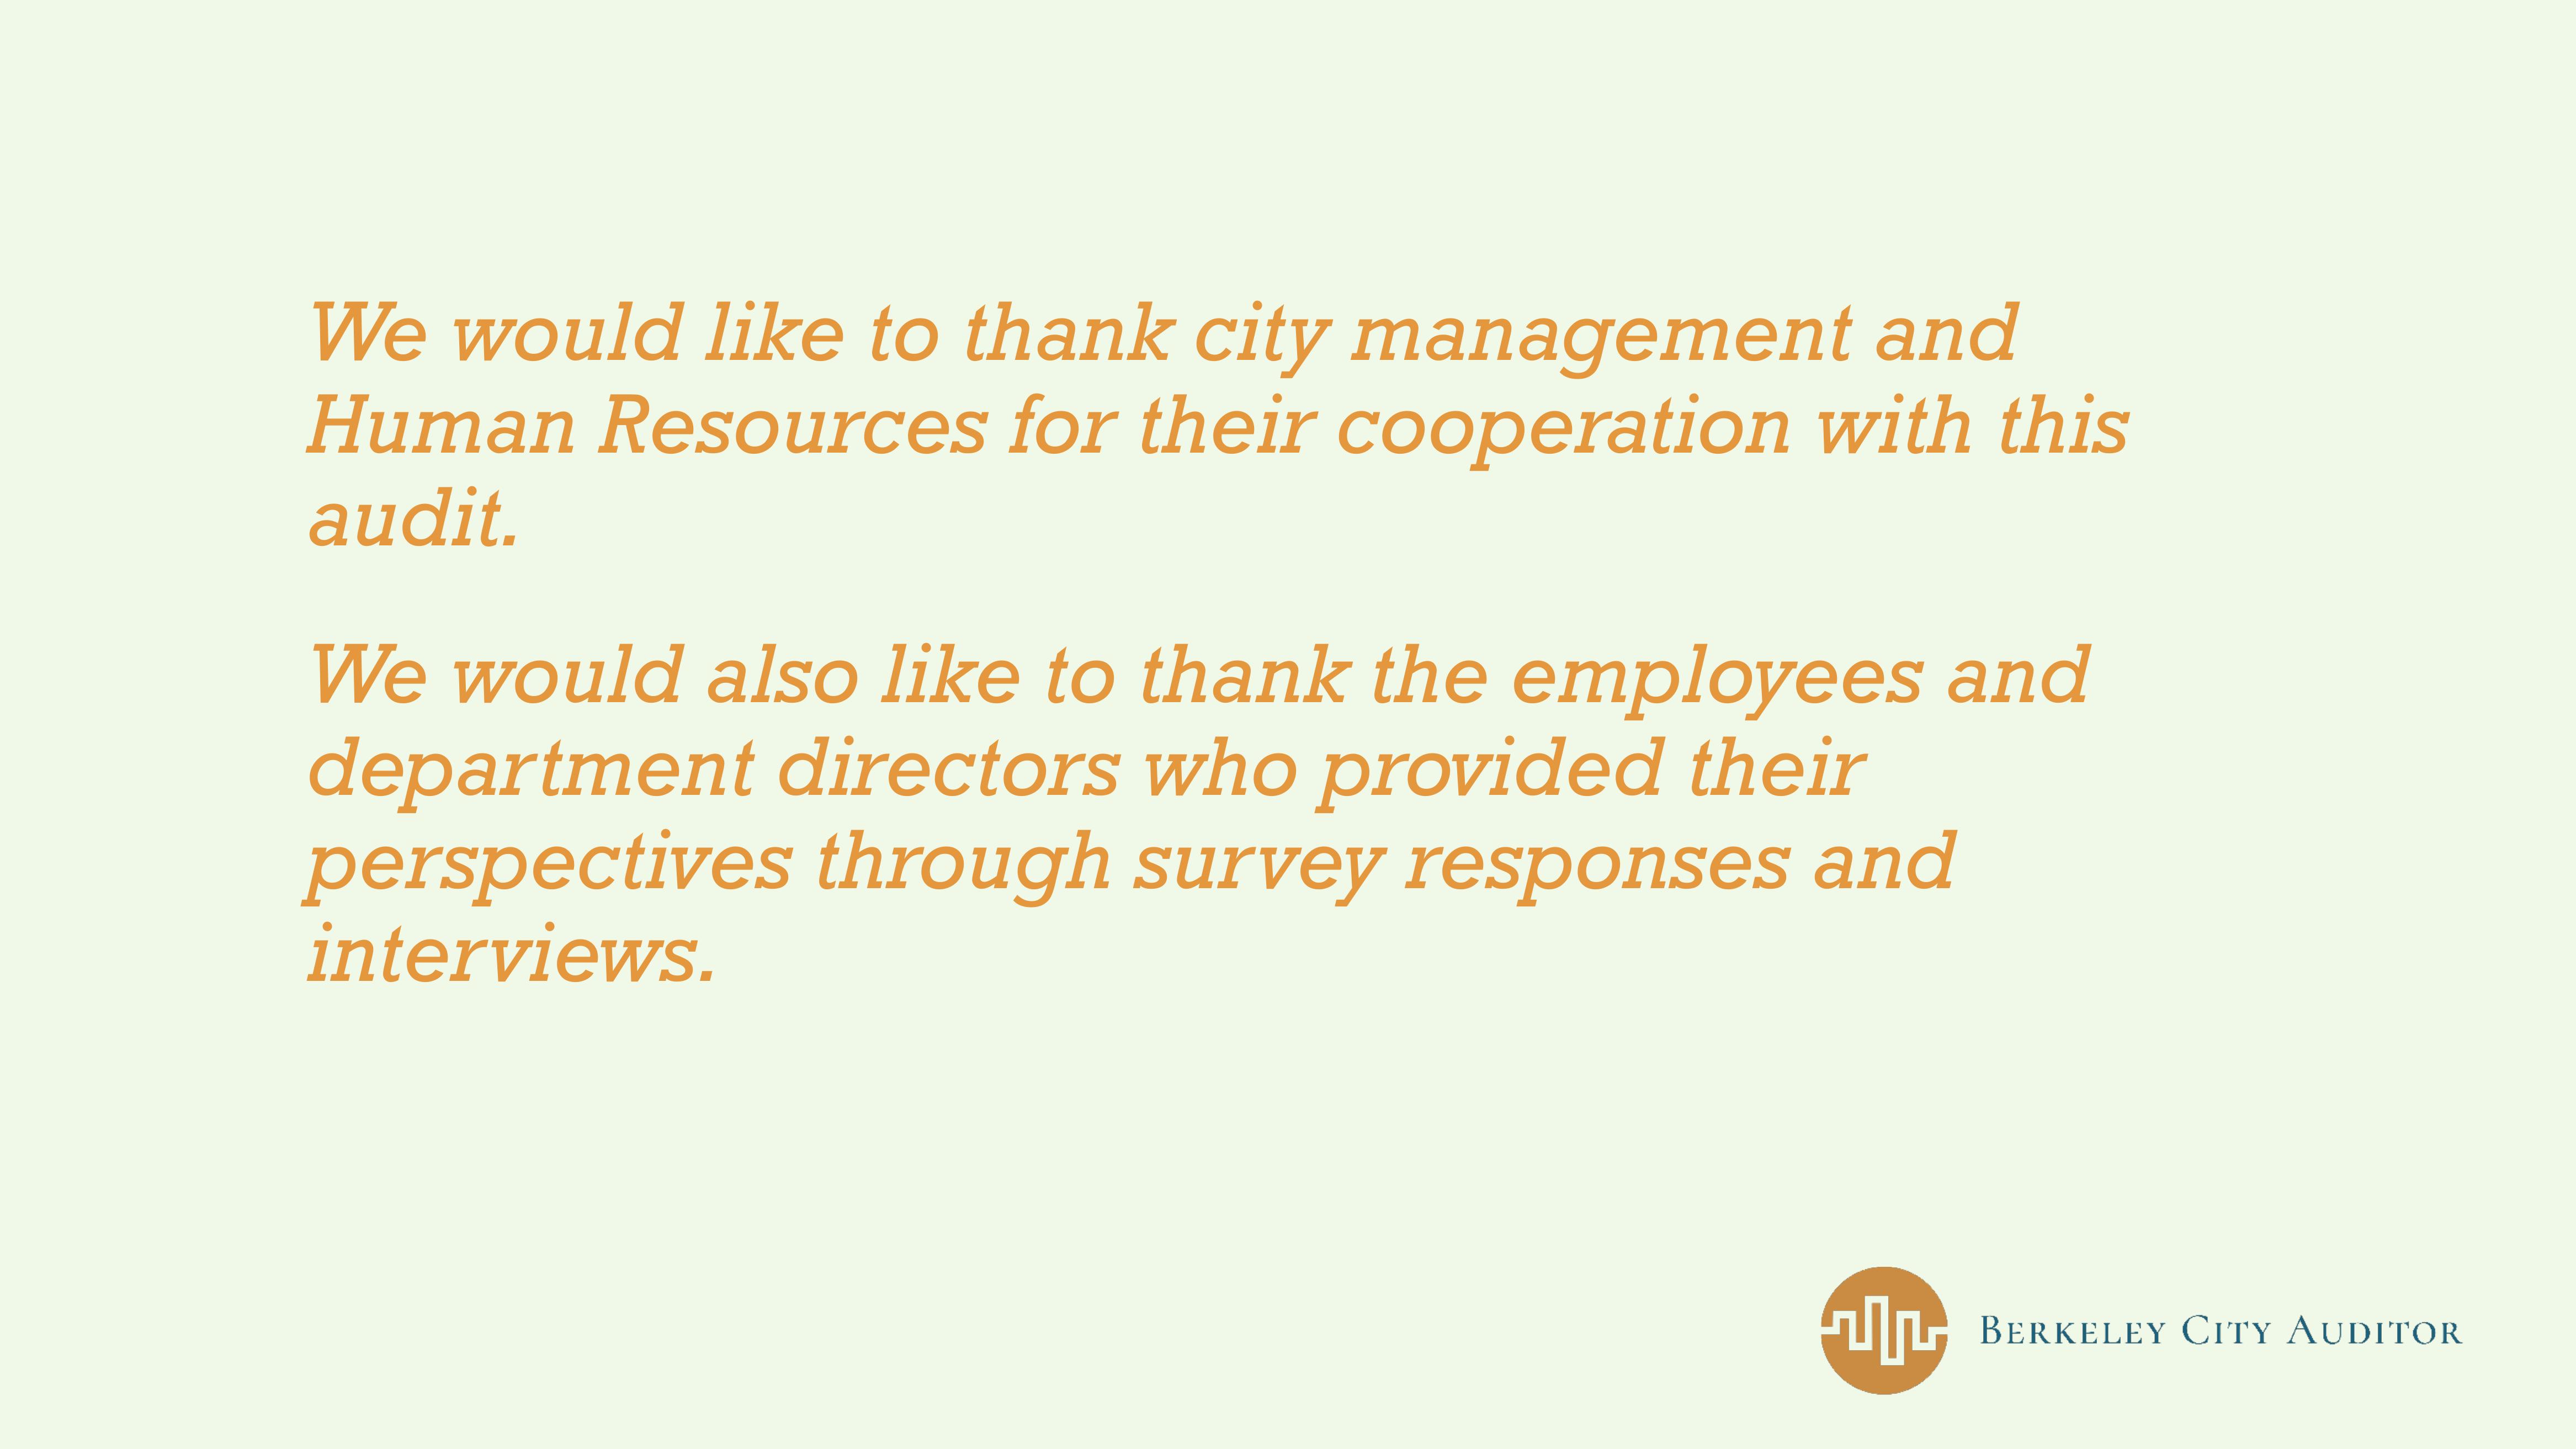 We would like to thank city management and
Human Resources for their cooperation with this
audit.
We would also like to thank the employees and
department directors who provided their
perspectives through survey responses and
interviews.
BERKELEY CITY AUDITOR